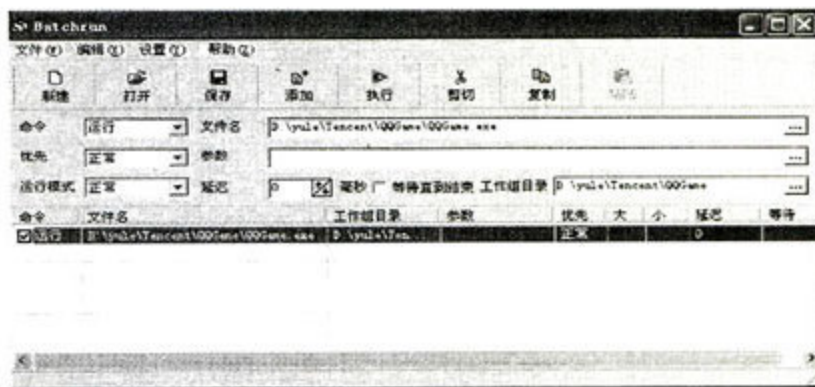 Batchrun
文件(F) 编辑(E) 设置(T) 帮助(L)
新建 打开 保存 添加 执行 剪切 复制
命令 运行 文件名 D:\yule\Tencent\QQGame\QQGame.exe ...
优先 正常 参数 ...
运行模式 正常 延迟 0 毫秒 等待直到结束 工作组目录 D:\yule\Tencent\QQGame ...
命令 文件名 工作组目录 参数 优先 大 小 延迟 等待
运行 D:\yule\Tencent\QQGame\QQGame.exe D:\yule\Ten... 正常 0